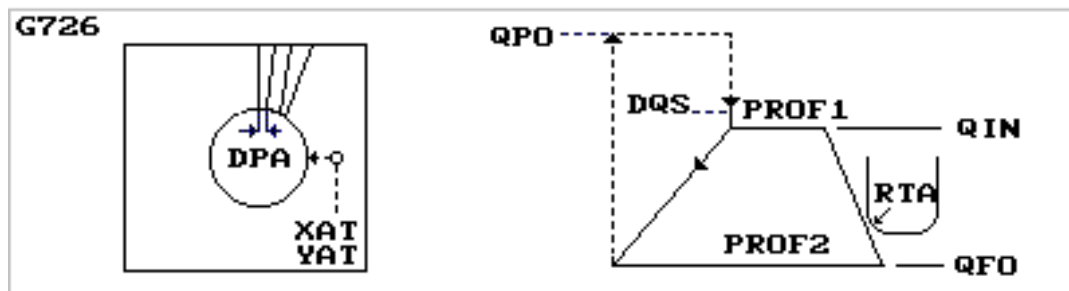 G726
DPA
XAT
YAT
QPO
DQS
PROF1
QIN
RTA
PROF2
QFO